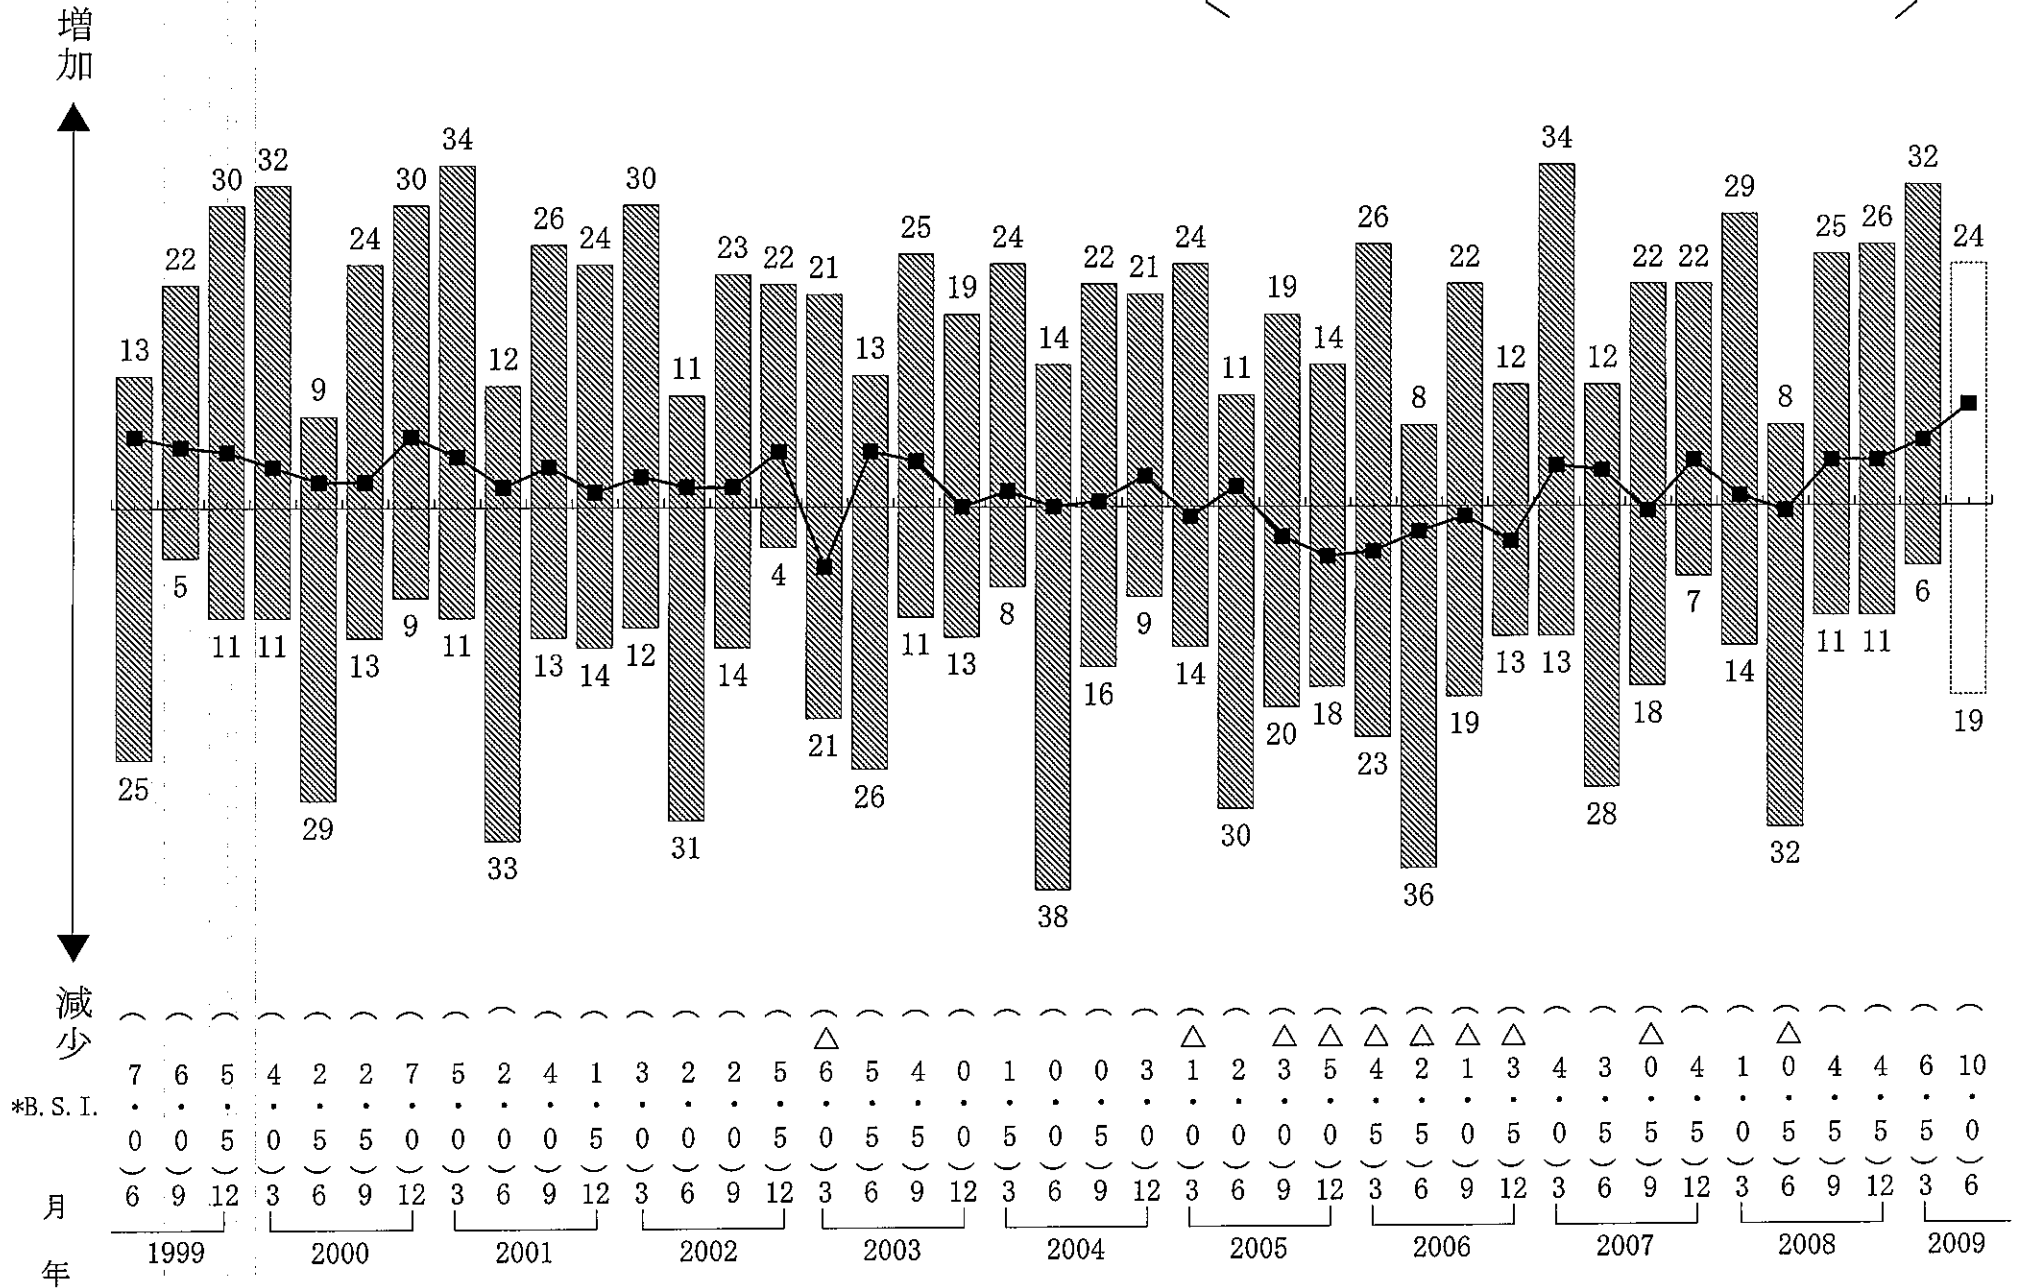 増加
13 22 30 32 9 24 30 34 12 26 24 30 11 23 22 21 13 25 19 24 14 22 21 24 11 19 14 26 8 22 12 34 12 22 22 29 8 25 26 32 24
25 5 11 11 29 13 9 11 33 13 14 12 31 14 4 21 26 11 13 8 38 16 9 14 30 20 18 23 36 19 13 13 28 18 7 14 32 11 11 6 19
減少
*B.S.I. (7・0) (6・0) (5・5) (4・0) (2・5) (2・5) (7・0) (5・0) (2・0) (4・0) (1・5) (3・0) (2・0) (2・0) (5・5) (△6・0) (5・5) (4・5) (0・0) (1・5) (0・0) (0・5) (3・0) (△1・0) (2・0) (△3・0) (△5・0) (△4・5) (△2・5) (△1・0) (△3・5) (4・0) (3・5) (△0・5) (4・5) (1・0) (△0・5) (4・5) (4・5) (6・5) (10・0)
月 6 9 12 3 6 9 12 3 6 9 12 3 6 9 12 3 6 9 12 3 6 9 12 3 6 9 12 3 6 9 12 3 6 9 12 3 6 9 12 3 6
年 1999 2000 2001 2002 2003 2004 2005 2006 2007 2008 2009